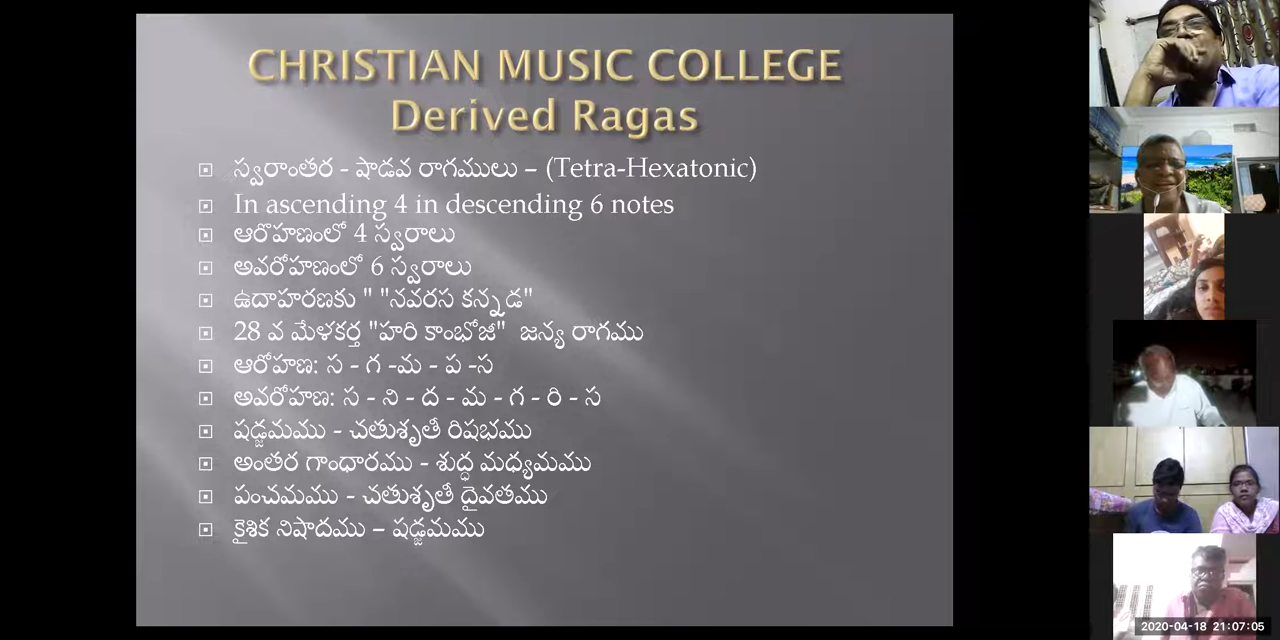 CHRISTIAN MUSIC COLLEGE
Derived Ragas
స్వరాంతర - షాడవ రాగములు – (Tetra-Hexatonic)
In ascending 4 in descending 6 notes
ఆరొహణంలో 4 స్వరాలు
అవరోహణంలో 6 స్వరాలు
ఉదాహరణకు " "నవరస కన్నడ"
28 వ మేళకర్త "హరి కాంభోజీ" జన్య రాగము
ఆరోహణ: స - గ -మ - ప -స
అవరోహణ: స - ని - ద - మ - గ - రి - స
షడ్జమము - చతుశృతీ రిషభము
అంతర గాంధారము - శుద్ధ మధ్యమము
పంచమము - చతుశృతీ దైవతము
కైశిక నిషాదము – షడ్జమము
2020-04-18 21:07:05